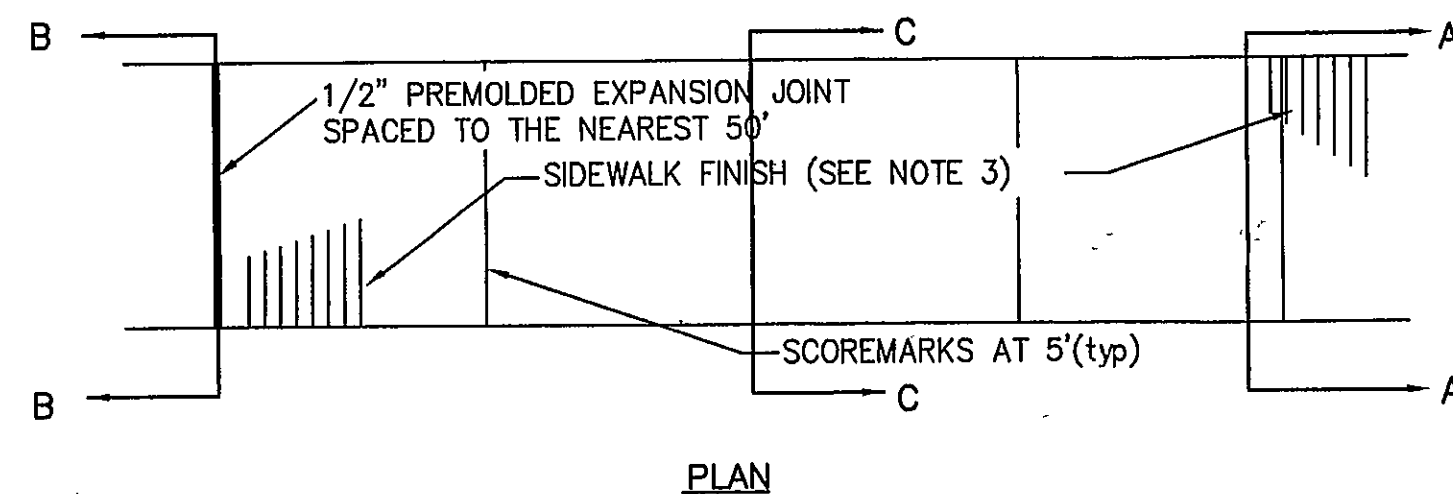 B
C
A
1/2" PREMOLDED EXPANSION JOINT
SPACED TO THE NEAREST 50'
SIDEWALK FINISH (SEE NOTE 3)
SCOREMARKS AT 5'(typ)
B
C
A
PLAN